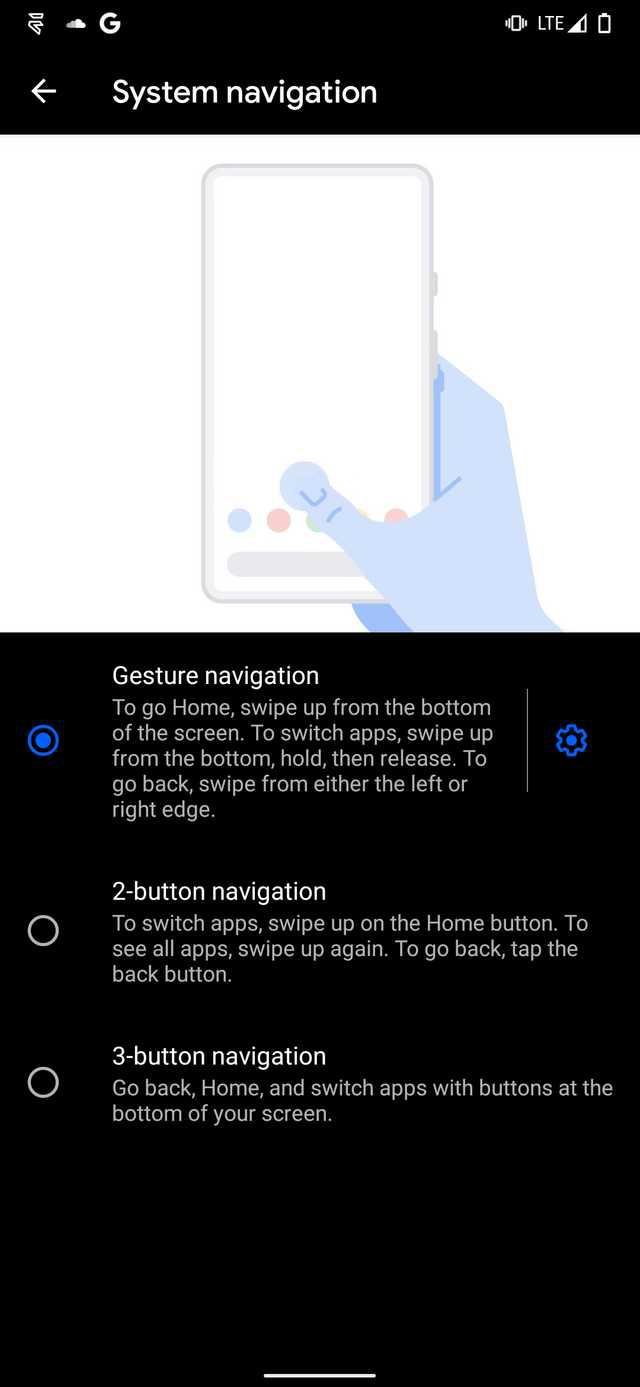 G LTE
System navigation
Gesture navigation
To go Home, swipe up from the bottom
of the screen. To switch apps, swipe up
from the bottom, hold, then release. To
go back, swipe from either the left or
right edge.
2-button navigation
To switch apps, swipe up on the Home button. To
see all apps, swipe up again. To go back, tap the
back button.
3-button navigation
Go back, Home, and switch apps with buttons at the
bottom of your screen.